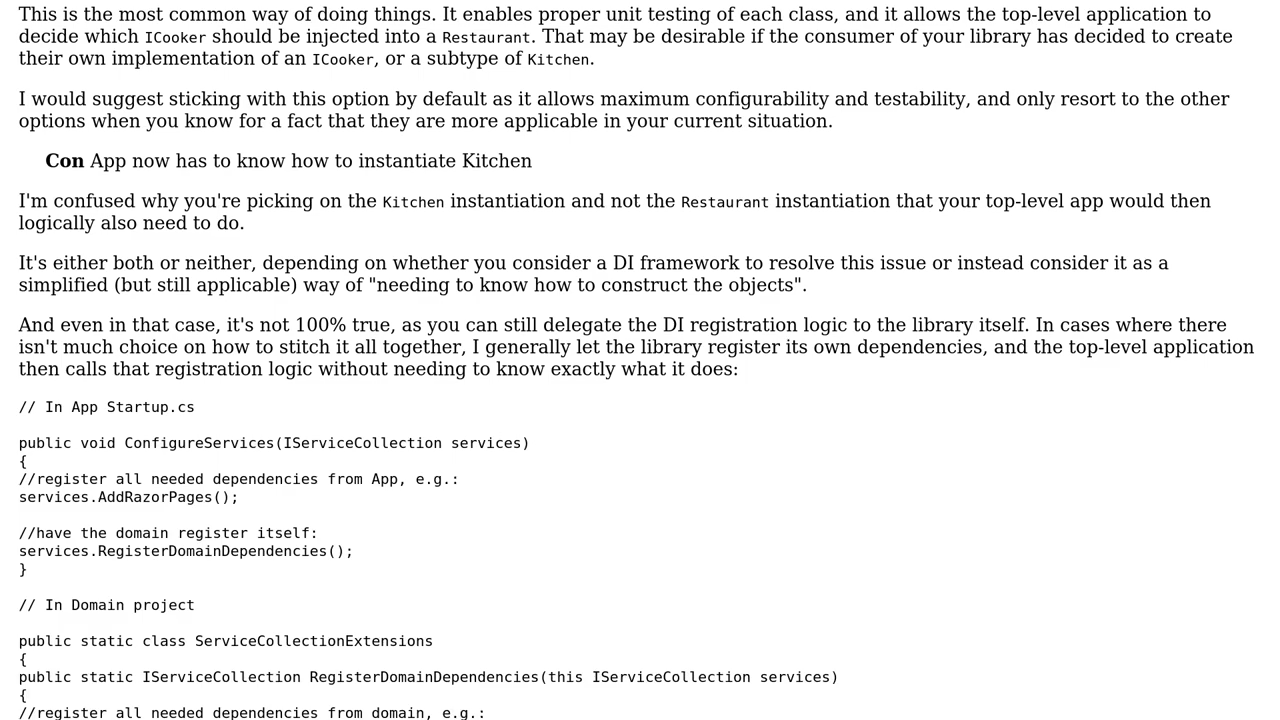 This is the most common way of doing things. It enables proper unit testing of each class, and it allows the top-level application to
decide which ICooker should be injected into a Restaurant. That may be desirable if the consumer of your library has decided to create
their own implementation of an ICooker, or a subtype of Kitchen.
I would suggest sticking with this option by default as it allows maximum configurability and testability, and only resort to the other
options when you know for a fact that they are more applicable in your current situation.
Con App now has to know how to instantiate Kitchen
I'm confused why you're picking on the Kitchen instantiation and not the Restaurant instantiation that your top-level app would then
logically also need to do.
It's either both or neither, depending on whether you consider a DI framework to resolve this issue or instead consider it as a
simplified (but still applicable) way of "needing to know how to construct the objects".
And even in that case, it's not 100% true, as you can still delegate the DI registration logic to the library itself. In cases where there
isn't much choice on how to stitch it all together, I generally let the library register its own dependencies, and the top-level application
then calls that registration logic without needing to know exactly what it does:
// In App Startup.cs
public void ConfigureServices(IServiceCollection services)
{
//register all needed dependencies from App, e.g.:
services.AddRazorPages();
//have the domain register itself:
services.RegisterDomainDependencies();
}
// In Domain project
public static class ServiceCollectionExtensions
{
public static IServiceCollection RegisterDomainDependencies(this IServiceCollection services)
{
//register all needed dependencies from domain, e.g.: